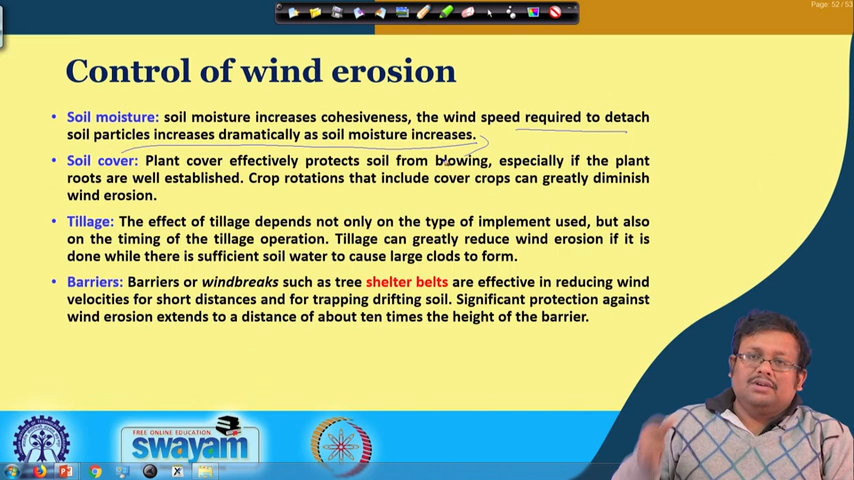 Page: 52 / 53
Control of wind erosion
• Soil moisture: soil moisture increases cohesiveness, the wind speed required to detach
soil particles increases dramatically as soil moisture increases.
• Soil cover: Plant cover effectively protects soil from blowing, especially if the plant
roots are well established. Crop rotations that include cover crops can greatly diminish
wind erosion.
• Tillage: The effect of tillage depends not only on the type of implement used, but also
on the timing of the tillage operation. Tillage can greatly reduce wind erosion if it is
done while there is sufficient soil water to cause large clods to form.
• Barriers: Barriers or windbreaks such as tree shelter belts are effective in reducing wind
velocities for short distances and for trapping drifting soil. Significant protection against
wind erosion extends to a distance of about ten times the height of the barrier.
FREE ONLINE EDUCATION
swayam